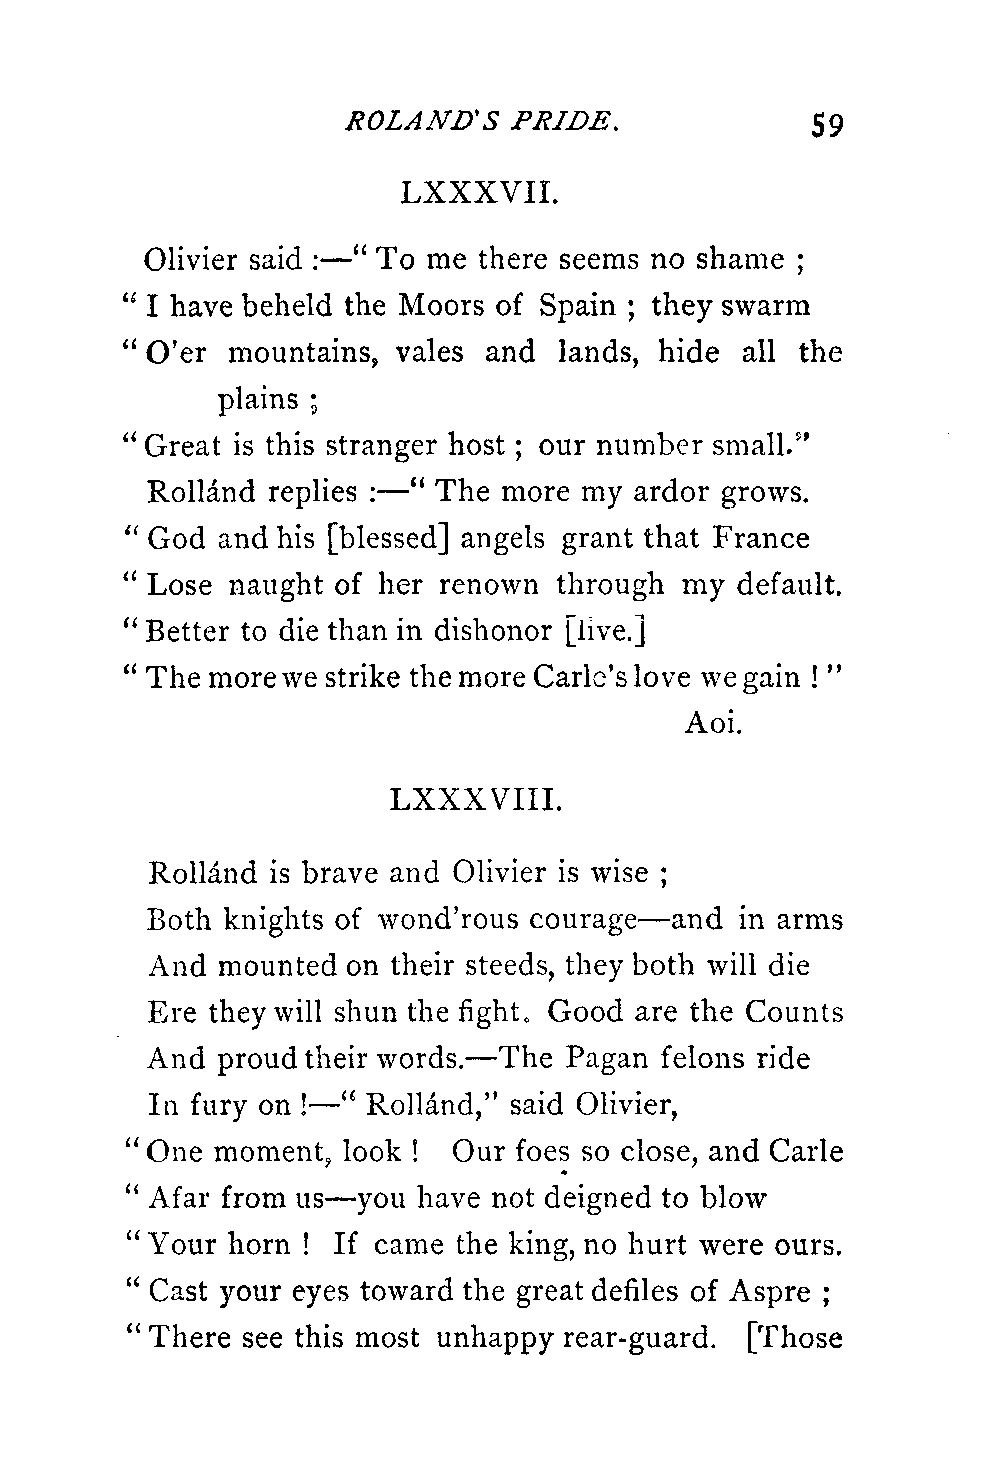 ROLAND'S PRIDE. 59
LXXXVII.
Olivier said :—“ To me there seems no shame ;
“ I have beheld the Moors of Spain ; they swarm
“ O'er mountains, vales and lands, hide all the
plains ;
“ Great is this stranger host ; our number small.”
Rollánd replies :—“ The more my ardor grows.
“ God and his [blessed] angels grant that France
“ Lose naught of her renown through my default.
“ Better to die than in dishonor [live.]
“ The more we strike the more Carle's love we gain ! ”
Aoi.
LXXXVIII.
Rollánd is brave and Olivier is wise ;
Both knights of wond'rous courage—and in arms
And mounted on their steeds, they both will die
Ere they will shun the fight. Good are the Counts
And proud their words.—The Pagan felons ride
In fury on !—“ Rollánd,” said Olivier,
“ One moment, look ! Our foes so close, and Carle
“ Afar from us—you have not deigned to blow
“ Your horn ! If came the king, no hurt were ours.
“ Cast your eyes toward the great defiles of Aspre ;
“ There see this most unhappy rear-guard. [Those